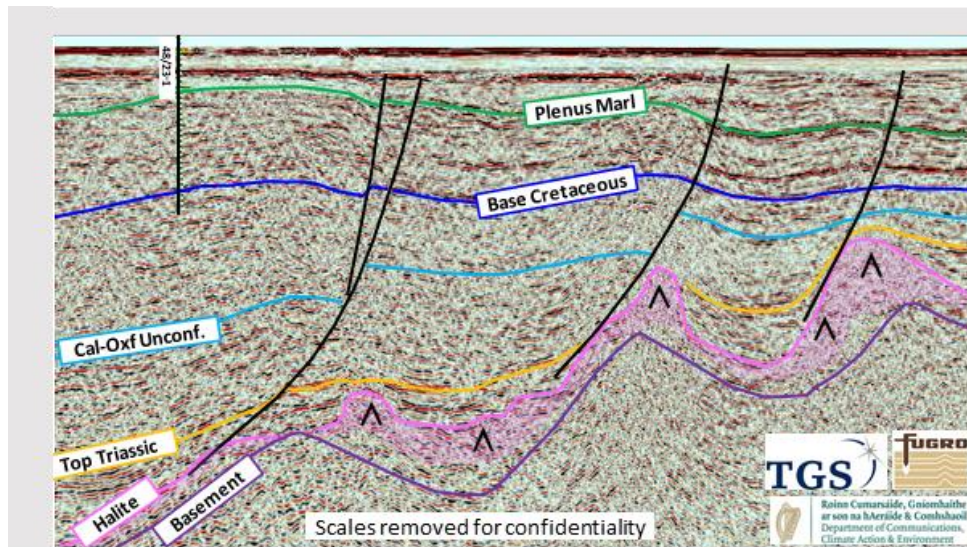 48/23-1
Plenus Marl
Base Cretaceous
Cal-Oxf Unconf.
Top Triassic
Halite
Basement
Scales removed for confidentiality
TGS
FUGRO
Roinn Cumarsáide, Gníomhaithe
ar son na hAeráide & Comhshaoil
Department of Communications,
Climate Action & Environment